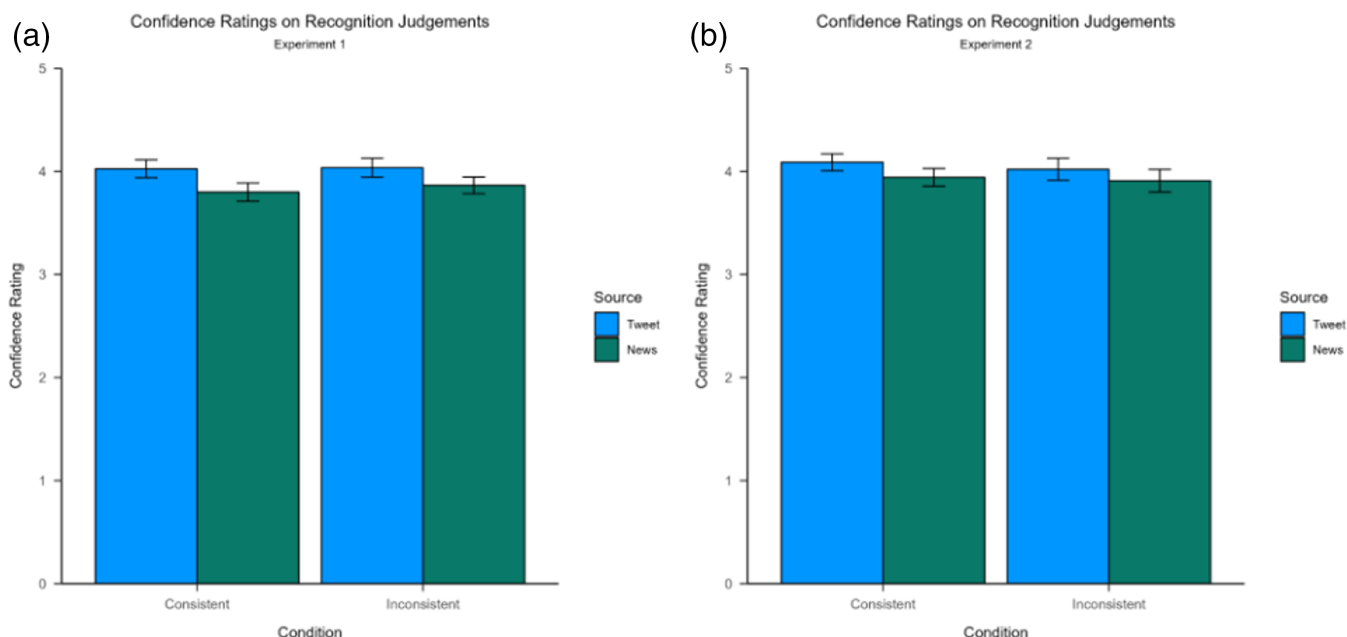 (a)
Confidence Ratings on Recognition Judgements
Experiment 1
5
4
3
2
1
0
Confidence Rating
Consistent
Inconsistent
Condition
Source
Tweet
News
(b)
Confidence Ratings on Recognition Judgements
Experiment 2
5
4
3
2
1
0
Confidence Rating
Consistent
Inconsistent
Condition
Source
Tweet
News